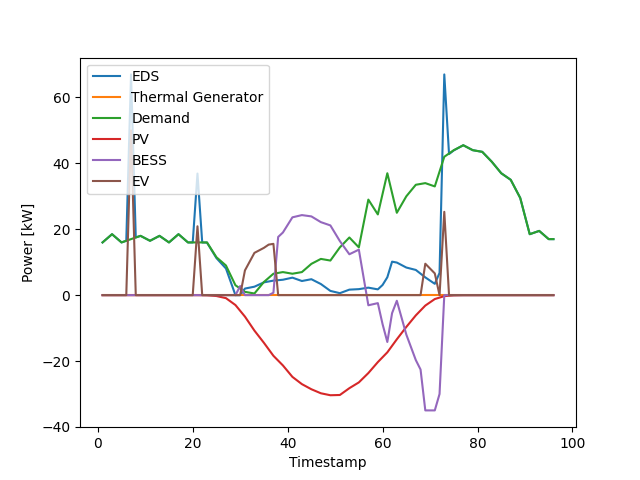 EDS
Thermal Generator
Demand
PV
BESS
EV
Power [kW]
60
40
20
0
−20
−40
0
20
40
60
80
100
Timestamp